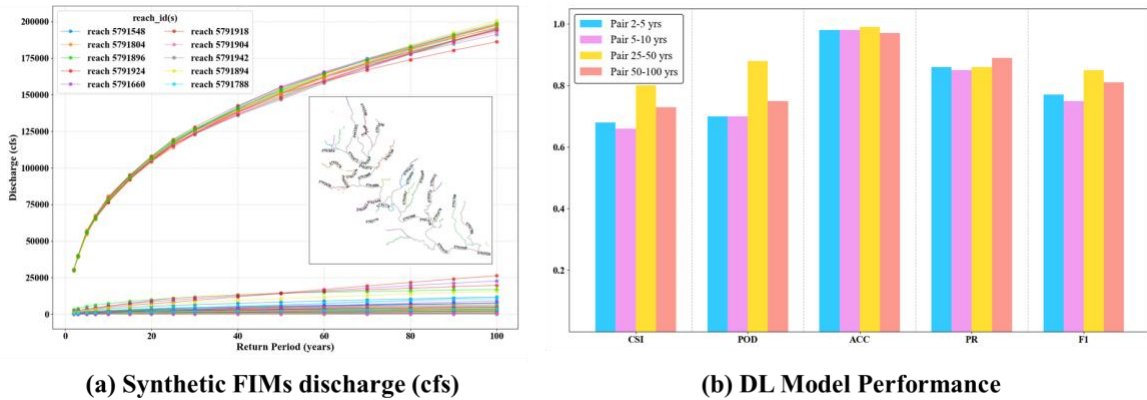 reach_id(s)
reach 5791548
reach 5791804
reach 5791896
reach 5791924
reach 5791660
reach 5791918
reach 5791904
reach 5791942
reach 5791894
reach 5791788
200000
175000
150000
125000
100000
75000
50000
25000
0
Discharge (cfs)
0 20 40 60 80 100
Return Period (years)
(a) Synthetic FIMs discharge (cfs)
Pair 2-5 yrs
Pair 5-10 yrs
Pair 25-50 yrs
Pair 50-100 yrs
1.0
0.8
0.6
0.4
0.2
CSI POD ACC PR F1
(b) DL Model Performance